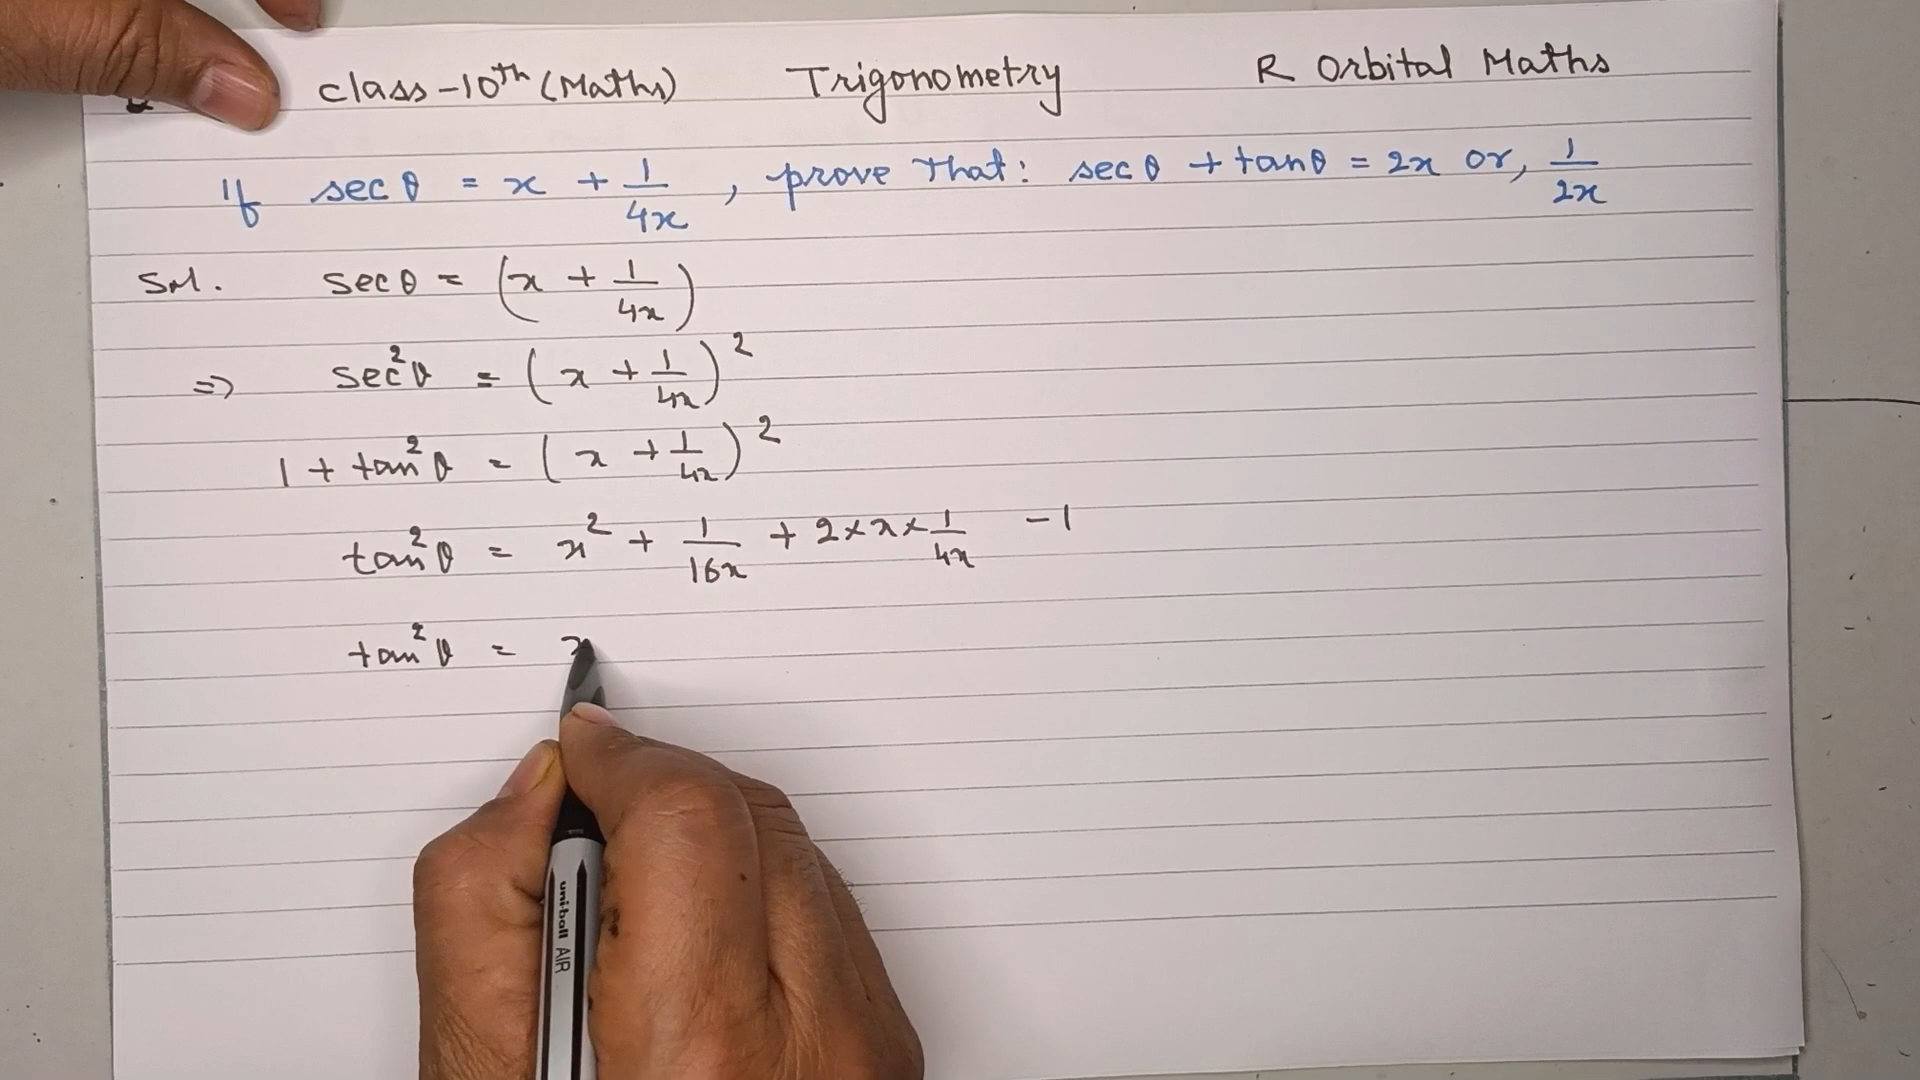 class-10th (Maths) Trigonometry R Orbital Maths
If sec θ = x + 1/4x , prove that: sec θ + tan θ = 2x or, 1/2x
Sol. sec θ = (x + 1/4x)
=> sec²θ = (x + 1/4x)²
1 + tan²θ = (x + 1/4x)²
tan²θ = x² + 1/16x + 2 × x × 1/4x - 1
tan²θ = x
uni-ball AIR